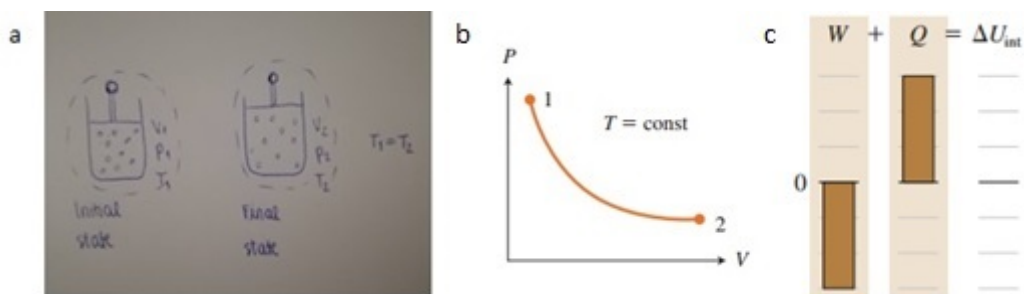 a
V₁
P₁
T₁
Initial
state
V₂
P₂
T₂
Final
state
T₁ = T₂
b
P
1
T = const
2
V
c
W + Q = ΔU_int
0